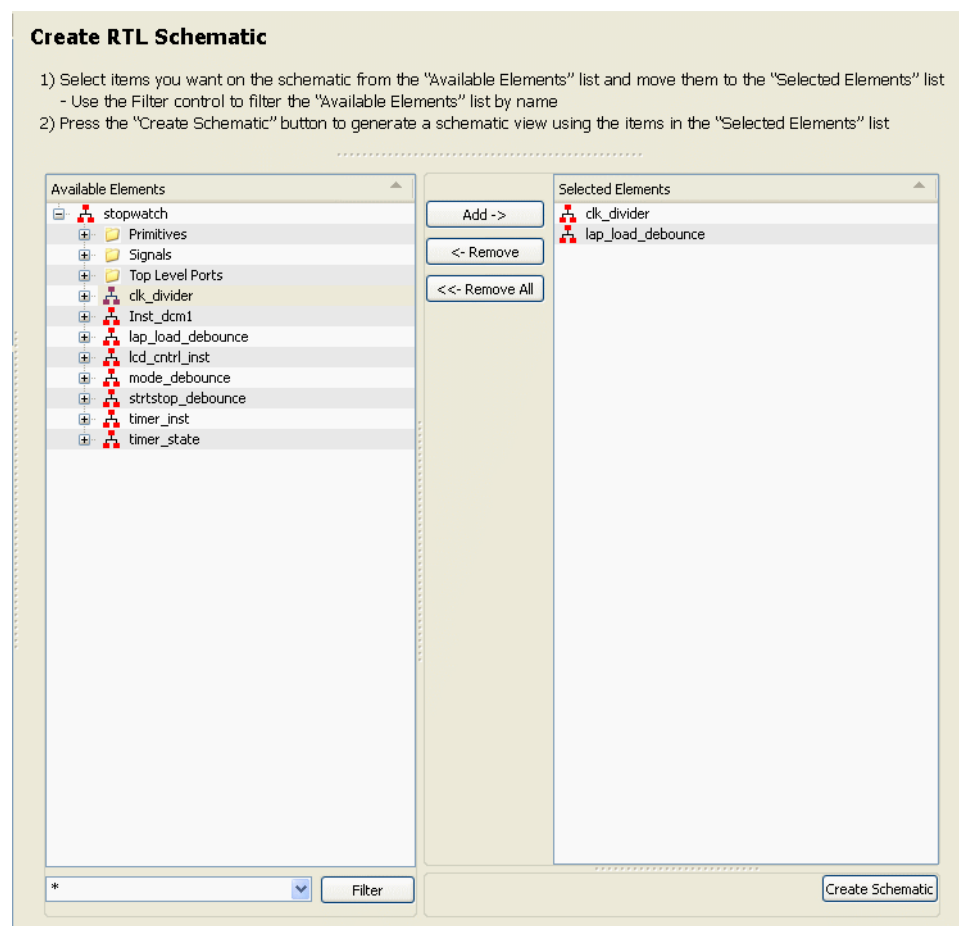 Create RTL Schematic
1) Select items you want on the schematic from the "Available Elements" list and move them to the "Selected Elements" list
- Use the Filter control to filter the "Available Elements" list by name
2) Press the "Create Schematic" button to generate a schematic view using the items in the "Selected Elements" list
Available Elements
stopwatch
Primitives
Signals
Top Level Ports
clk_divider
Inst_dcm1
lap_load_debounce
lcd_cntrl_inst
mode_debounce
strtstop_debounce
timer_inst
timer_state
*
Filter
Add ->
<- Remove
<<- Remove All
Selected Elements
clk_divider
lap_load_debounce
Create Schematic